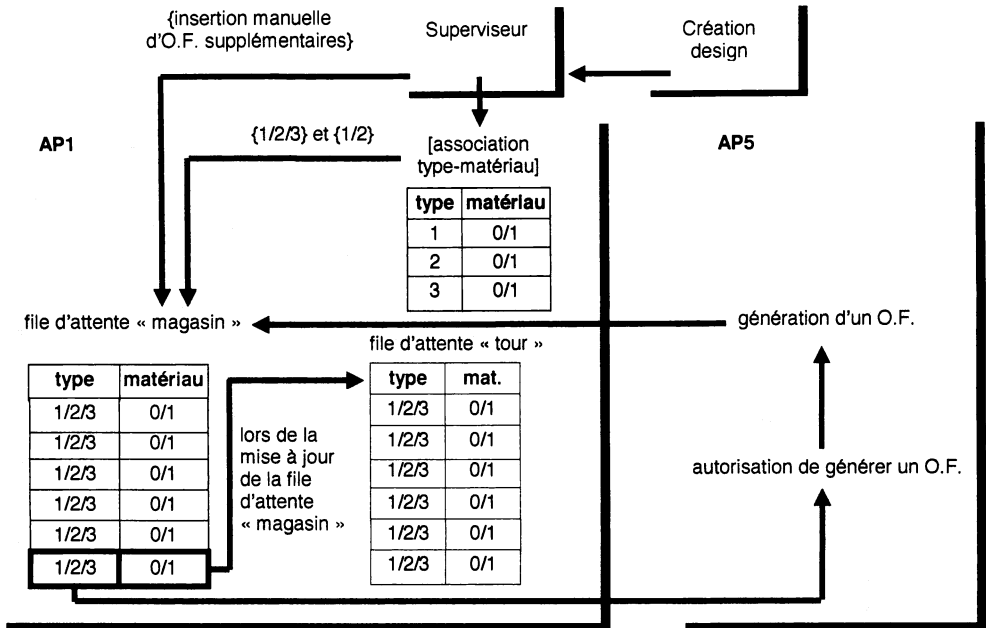 {insertion manuelle
d'O.F. supplémentaires}
Superviseur
Création
design
AP1
{1/2/3} et {1/2}
[association
type-matériau]
AP5
type matériau
1 0/1
2 0/1
3 0/1
file d'attente « magasin »
génération d'un O.F.
file d'attente « tour »
type matériau
1/2/3 0/1
1/2/3 0/1
1/2/3 0/1
1/2/3 0/1
1/2/3 0/1
1/2/3 0/1
lors de la
mise à jour
de la file
d'attente
« magasin »
type mat.
1/2/3 0/1
1/2/3 0/1
1/2/3 0/1
1/2/3 0/1
1/2/3 0/1
1/2/3 0/1
autorisation de générer un O.F.